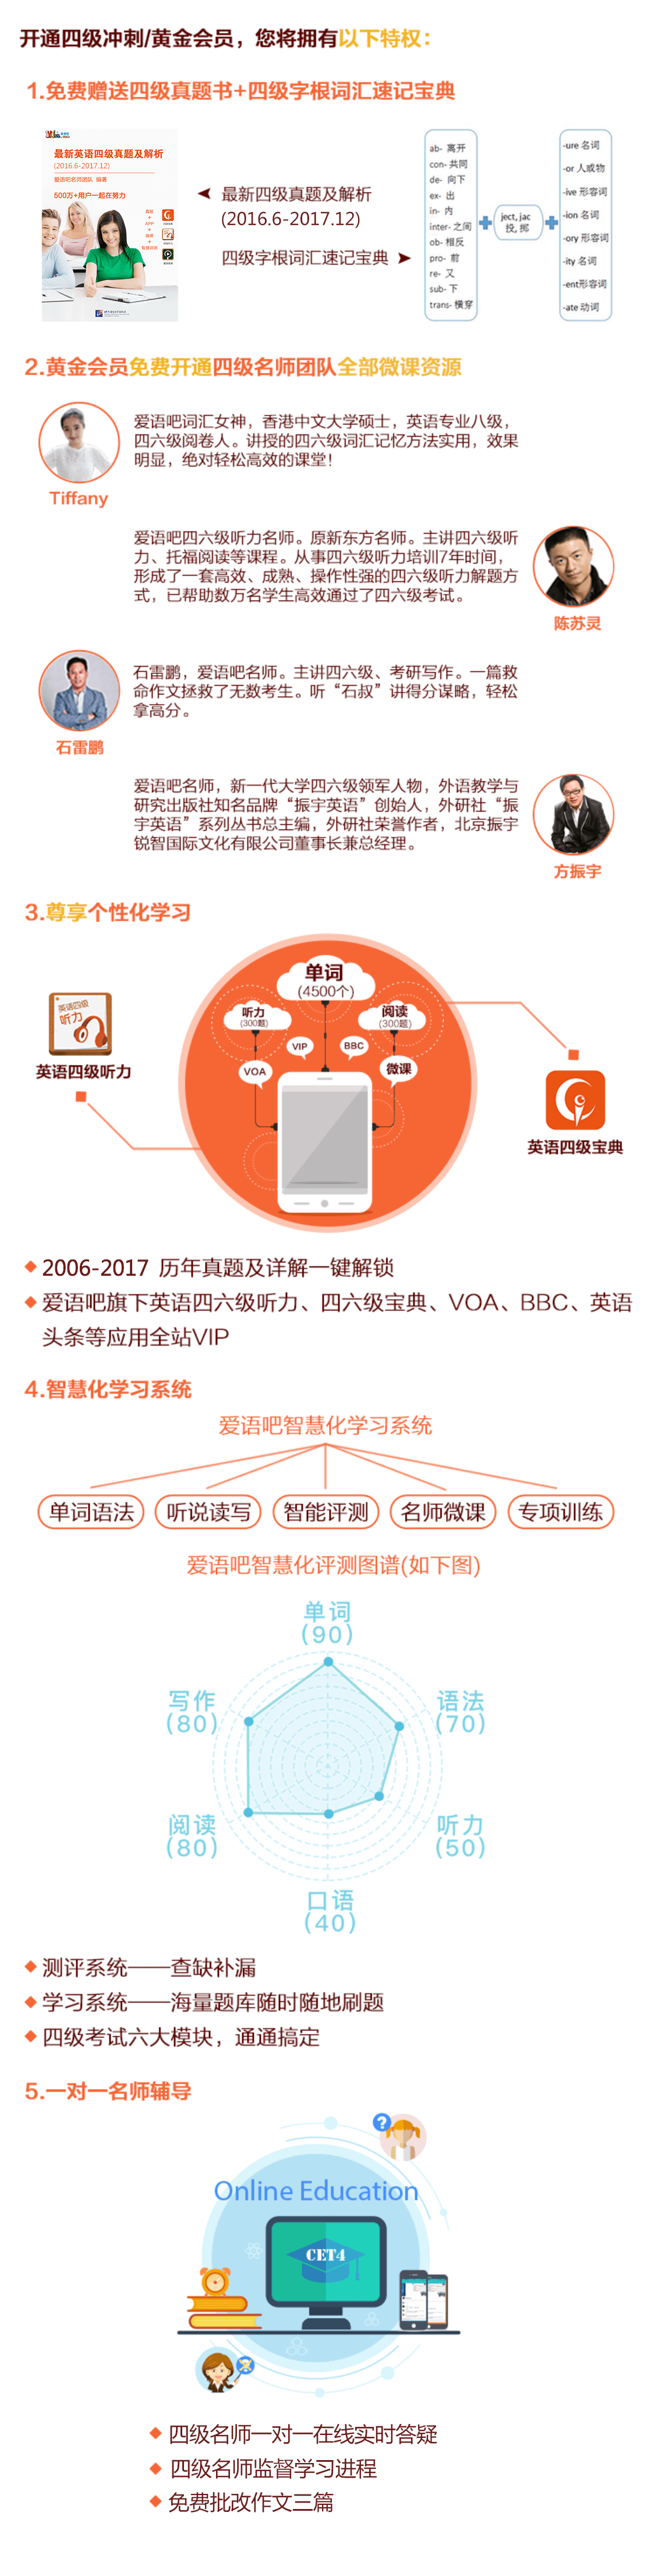 开通四级冲刺/黄金会员，您将拥有以下特权：
1.免费赠送四级真题书+四级字根词汇速记宝典
最新英语四级真题及解析
(2016.6-2017.12)
爱语吧名师团队 编著
500万+用户一起在努力
最新四级真题及解析
(2016.6-2017.12)
四级字根词汇速记宝典
ab- 离开
con- 共同
de- 向下
ex- 出
in- 内
inter- 之间
ob- 相反
pro- 前
re- 又
sub- 下
trans- 横穿
ject, jac
投, 掷
-ure 名词
-or 人或物
-ive 形容词
-ion 名词
-ory 形容词
-ity 名词
-ent形容词
-ate 动词
2.黄金会员免费开通四级名师团队全部微课资源
爱语吧词汇女神，香港中文大学硕士，英语专业八级，
四六级阅卷人。讲授的四六级词汇记忆方法实用，效果
明显，绝对轻松高效的课堂！
Tiffany
爱语吧四六级听力名师。原新东方名师。主讲四六级听
力、托福阅读等课程。从事四六级听力培训7年时间，
形成了一套高效、成熟、操作性强的四六级听力解题方
式，已帮助数万名学生高效通过了四六级考试。
陈苏灵
石雷鹏，爱语吧名师。主讲四六级、考研写作。一篇救
命作文拯救了无数考生。听“石叔”讲得分谋略，轻松
拿高分。
石雷鹏
爱语吧名师，新一代大学四六级领军人物，外语教学与
研究出版社知名品牌“振宇英语”创始人，外研社“振
宇英语”系列丛书总主编，外研社荣誉作者，北京振宇
锐智国际文化有限公司董事长兼总经理。
方振宇
3.尊享个性化学习
单词
(4500个)
听力
(300题)
阅读
(300题)
VIP
BBC
VOA
微课
英语四级
听力
英语四级听力
英语四级宝典
2006-2017 历年真题及详解一键解锁
爱语吧旗下英语四六级听力、四六级宝典、VOA、BBC、英语
头条等应用全站VIP
4.智慧化学习系统
爱语吧智慧化学习系统
单词语法 听说读写 智能评测 名师微课 专项训练
爱语吧智慧化评测图谱(如下图)
单词
(90)
写作
(80)
语法
(70)
阅读
(80)
听力
(50)
口语
(40)
测评系统——查缺补漏
学习系统——海量题库随时随地刷题
四级考试六大模块，通通搞定
5.一对一名师辅导
?
Online Education
CET4
四级名师一对一在线实时答疑
四级名师监督学习进程
免费批改作文三篇